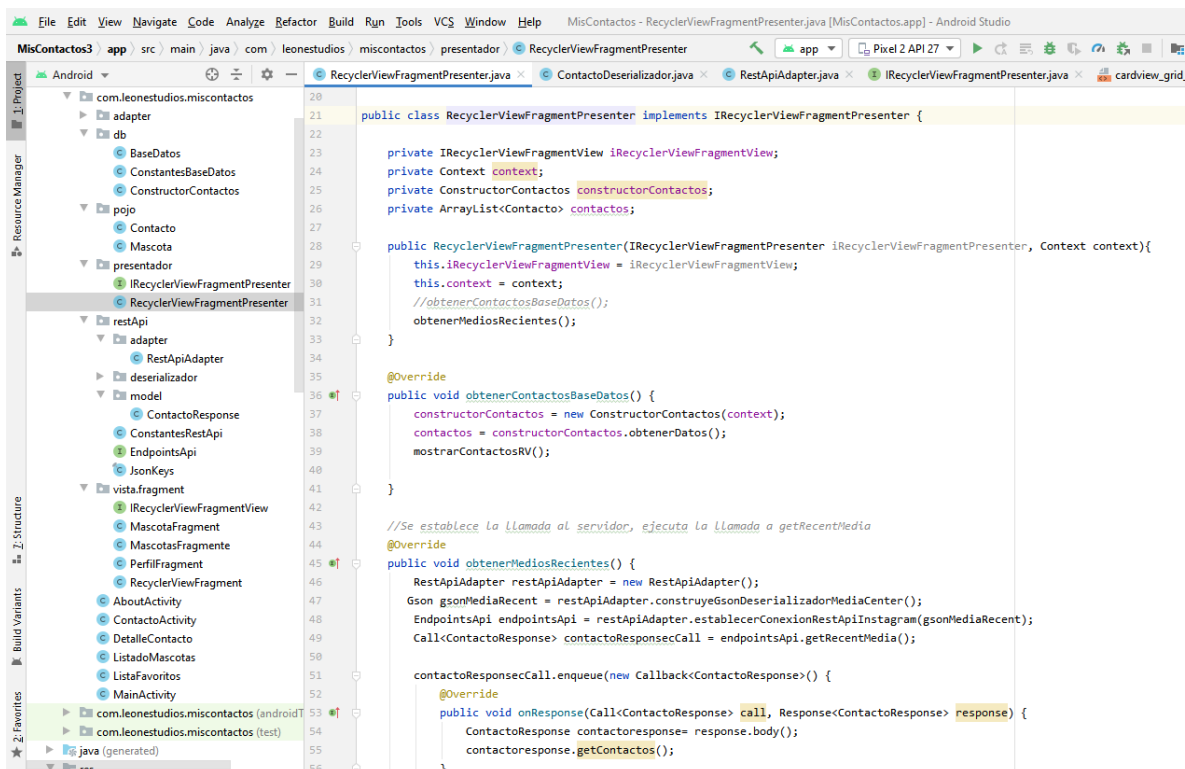 File Edit View Navigate Code Analyze Refactor Build Run Tools VCS Window Help MisContactos - RecyclerViewFragmentPresenter.java [MisContactos.app] - Android Studio
MisContactos3 app src main java com leonestudios miscontactos presentador RecyclerViewFragmentPresenter app Pixel 2 API 27
Android
RecyclerViewFragmentPresenter.java ContactoDeserializador.java RestApiAdapter.java IRecyclerViewFragmentPresenter.java cardview_grid_
1: Project
Resource Manager
Z: Structure
Build Variants
2: Favorites
com.leonestudios.miscontactos
adapter
db
BaseDatos
ConstantesBaseDatos
ConstructorContactos
pojo
Contacto
Mascota
presentador
IRecyclerViewFragmentPresenter
RecyclerViewFragmentPresenter
restApi
adapter
RestApiAdapter
deserializador
model
ContactoResponse
ConstantesRestApi
EndpointsApi
JsonKeys
vista.fragment
IRecyclerViewFragmentView
MascotaFragment
MascotasFragmente
PerfilFragment
RecyclerViewFragment
AboutActivity
ContactoActivity
DetalleContacto
ListadoMascotas
ListaFavoritos
MainActivity
com.leonestudios.miscontactos (androidT
com.leonestudios.miscontactos (test)
java (generated)
res
20
21 public class RecyclerViewFragmentPresenter implements IRecyclerViewFragmentPresenter {
22
23 private IRecyclerViewFragmentView iRecyclerViewFragmentView;
24 private Context context;
25 private ConstructorContactos constructorContactos;
26 private ArrayList<Contacto> contactos;
27
28 public RecyclerViewFragmentPresenter(IRecyclerViewFragmentPresenter iRecyclerViewFragmentPresenter, Context context){
29 this.iRecyclerViewFragmentView = iRecyclerViewFragmentView;
30 this.context = context;
31 //obtenerContactosBaseDatos();
32 obtenerMediosRecientes();
33 }
34
35 @Override
36 public void obtenerContactosBaseDatos() {
37 constructorContactos = new ConstructorContactos(context);
38 contactos = constructorContactos.obtenerDatos();
39 mostrarContactosRV();
40
41 }
42
43 //Se establece la llamada al servidor, ejecuta la llamada a getRecentMedia
44 @Override
45 public void obtenerMediosRecientes() {
46 RestApiAdapter restApiAdapter = new RestApiAdapter();
47 Gson gsonMediaRecent = restApiAdapter.construyeGsonDeserializadorMediaCenter();
48 EndpointsApi endpointsApi = restApiAdapter.establecerConexionRestApiInstagram(gsonMediaRecent);
49 Call<ContactoResponse> contactoResponsecCall = endpointsApi.getRecentMedia();
50
51 contactoResponsecCall.enqueue(new Callback<ContactoResponse>() {
52 @Override
53 public void onResponse(Call<ContactoResponse> call, Response<ContactoResponse> response) {
54 ContactoResponse contactoresponse= response.body();
55 contactoresponse.getContactos();
56 }